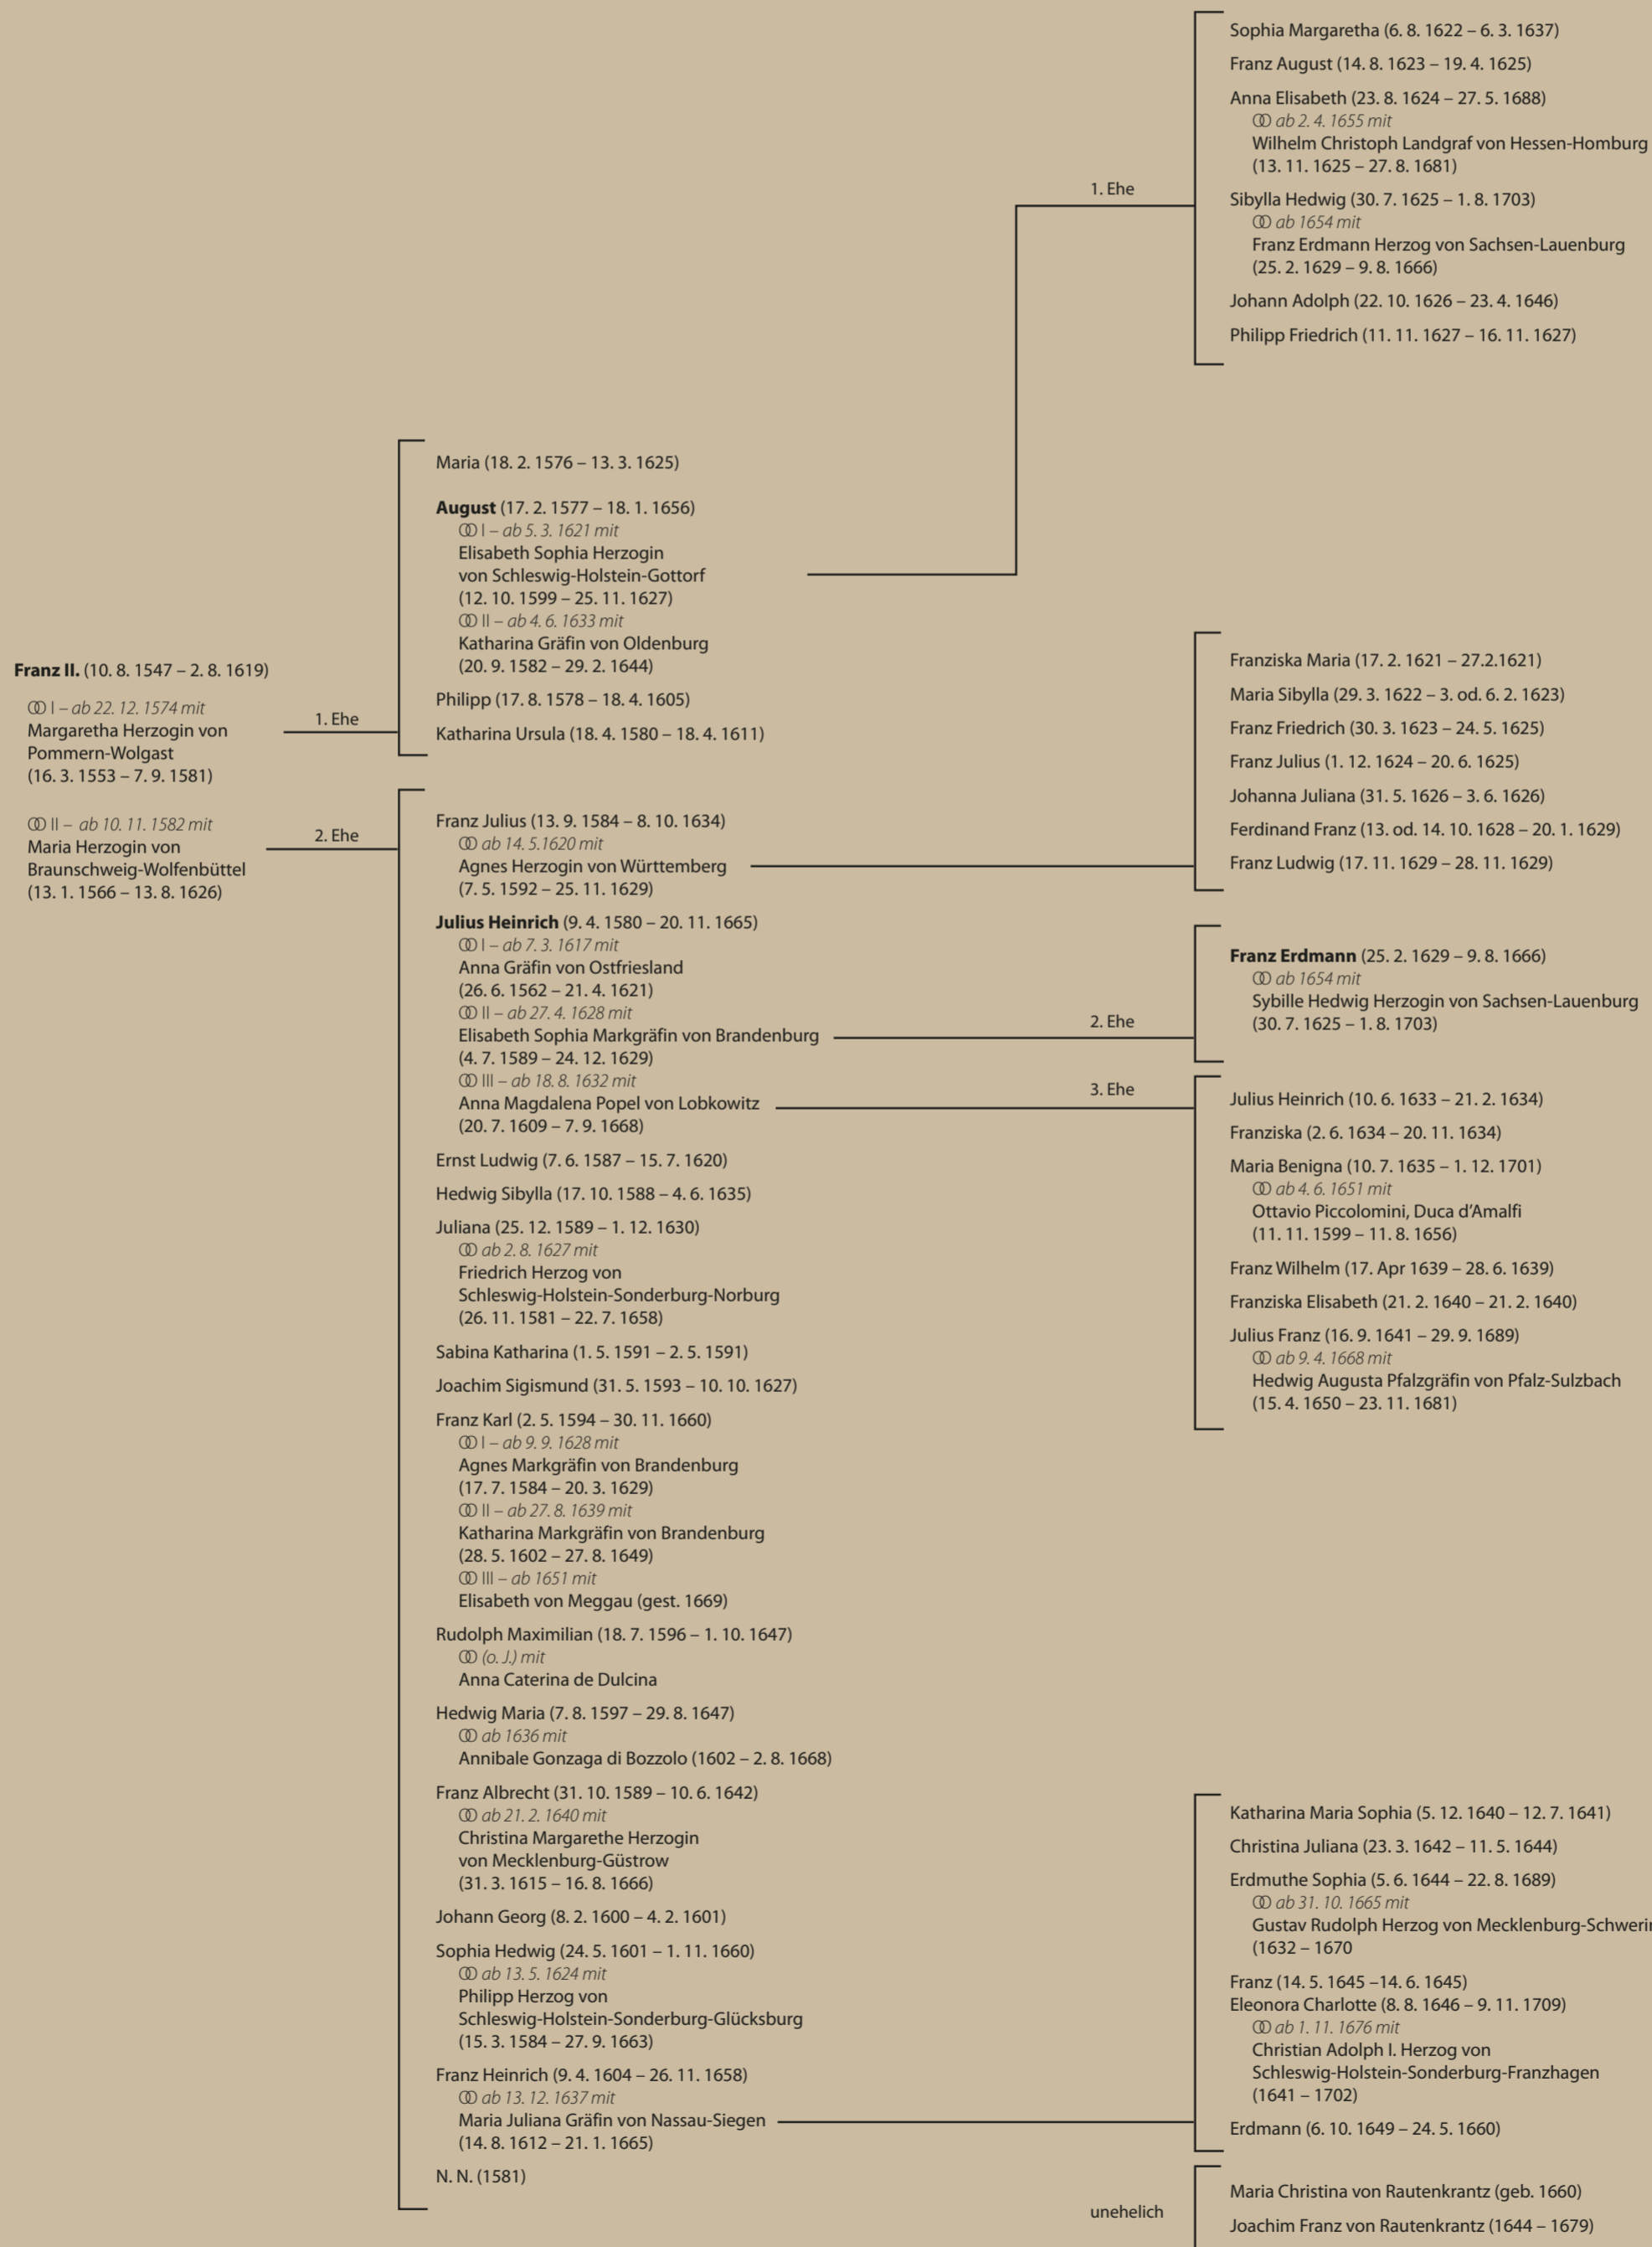 Franz II. (10. 8. 1547 – 2. 8. 1619)
ↀ I – ab 22. 12. 1574 mit
Margaretha Herzogin von
Pommern-Wolgast
(16. 3. 1553 – 7. 9. 1581)
1. Ehe
ↀ II – ab 10. 11. 1582 mit
Maria Herzogin von
Braunschweig-Wolfenbüttel
(13. 1. 1566 – 13. 8. 1626)
2. Ehe
Maria (18. 2. 1576 – 13. 3. 1625)
August (17. 2. 1577 – 18. 1. 1656)
ↀ I – ab 5. 3. 1621 mit
Elisabeth Sophia Herzogin
von Schleswig-Holstein-Gottorf
(12. 10. 1599 – 25. 11. 1627)
ↀ II – ab 4. 6. 1633 mit
Katharina Gräfin von Oldenburg
(20. 9. 1582 – 29. 2. 1644)
Philipp (17. 8. 1578 – 18. 4. 1605)
Katharina Ursula (18. 4. 1580 – 18. 4. 1611)
Franz Julius (13. 9. 1584 – 8. 10. 1634)
ↀ ab 14. 5.1620 mit
Agnes Herzogin von Württemberg
(7. 5. 1592 – 25. 11. 1629)
Julius Heinrich (9. 4. 1580 – 20. 11. 1665)
ↀ I – ab 7. 3. 1617 mit
Anna Gräfin von Ostfriesland
(26. 6. 1562 – 21. 4. 1621)
ↀ II – ab 27. 4. 1628 mit
Elisabeth Sophia Markgräfin von Brandenburg
(4. 7. 1589 – 24. 12. 1629)
ↀ III – ab 18. 8. 1632 mit
Anna Magdalena Popel von Lobkowitz
(20. 7. 1609 – 7. 9. 1668)
Ernst Ludwig (7. 6. 1587 – 15. 7. 1620)
Hedwig Sibylla (17. 10. 1588 – 4. 6. 1635)
Juliana (25. 12. 1589 – 1. 12. 1630)
ↀ ab 2. 8. 1627 mit
Friedrich Herzog von
Schleswig-Holstein-Sonderburg-Norburg
(26. 11. 1581 – 22. 7. 1658)
Sabina Katharina (1. 5. 1591 – 2. 5. 1591)
Joachim Sigismund (31. 5. 1593 – 10. 10. 1627)
Franz Karl (2. 5. 1594 – 30. 11. 1660)
ↀ I – ab 9. 9. 1628 mit
Agnes Markgräfin von Brandenburg
(17. 7. 1584 – 20. 3. 1629)
ↀ II – ab 27. 8. 1639 mit
Katharina Markgräfin von Brandenburg
(28. 5. 1602 – 27. 8. 1649)
ↀ III – ab 1651 mit
Elisabeth von Meggau (gest. 1669)
Rudolph Maximilian (18. 7. 1596 – 1. 10. 1647)
ↀ (o. J.) mit
Anna Caterina de Dulcina
Hedwig Maria (7. 8. 1597 – 29. 8. 1647)
ↀ ab 1636 mit
Annibale Gonzaga di Bozzolo (1602 – 2. 8. 1668)
Franz Albrecht (31. 10. 1589 – 10. 6. 1642)
ↀ ab 21. 2. 1640 mit
Christina Margarethe Herzogin
von Mecklenburg-Güstrow
(31. 3. 1615 – 16. 8. 1666)
Johann Georg (8. 2. 1600 – 4. 2. 1601)
Sophia Hedwig (24. 5. 1601 – 1. 11. 1660)
ↀ ab 13. 5. 1624 mit
Philipp Herzog von
Schleswig-Holstein-Sonderburg-Glücksburg
(15. 3. 1584 – 27. 9. 1663)
Franz Heinrich (9. 4. 1604 – 26. 11. 1658)
ↀ ab 13. 12. 1637 mit
Maria Juliana Gräfin von Nassau-Siegen
(14. 8. 1612 – 21. 1. 1665)
N. N. (1581)
1. Ehe
Sophia Margaretha (6. 8. 1622 – 6. 3. 1637)
Franz August (14. 8. 1623 – 19. 4. 1625)
Anna Elisabeth (23. 8. 1624 – 27. 5. 1688)
ↀ ab 2. 4. 1655 mit
Wilhelm Christoph Landgraf von Hessen-Homburg
(13. 11. 1625 – 27. 8. 1681)
Sibylla Hedwig (30. 7. 1625 – 1. 8. 1703)
ↀ ab 1654 mit
Franz Erdmann Herzog von Sachsen-Lauenburg
(25. 2. 1629 – 9. 8. 1666)
Johann Adolph (22. 10. 1626 – 23. 4. 1646)
Philipp Friedrich (11. 11. 1627 – 16. 11. 1627)
Franziska Maria (17. 2. 1621 – 27.2.1621)
Maria Sibylla (29. 3. 1622 – 3. od. 6. 2. 1623)
Franz Friedrich (30. 3. 1623 – 24. 5. 1625)
Franz Julius (1. 12. 1624 – 20. 6. 1625)
Johanna Juliana (31. 5. 1626 – 3. 6. 1626)
Ferdinand Franz (13. od. 14. 10. 1628 – 20. 1. 1629)
Franz Ludwig (17. 11. 1629 – 28. 11. 1629)
2. Ehe
Franz Erdmann (25. 2. 1629 – 9. 8. 1666)
ↀ ab 1654 mit
Sybille Hedwig Herzogin von Sachsen-Lauenburg
(30. 7. 1625 – 1. 8. 1703)
3. Ehe
Julius Heinrich (10. 6. 1633 – 21. 2. 1634)
Franziska (2. 6. 1634 – 20. 11. 1634)
Maria Benigna (10. 7. 1635 – 1. 12. 1701)
ↀ ab 4. 6. 1651 mit
Ottavio Piccolomini, Duca d’Amalfi
(11. 11. 1599 – 11. 8. 1656)
Franz Wilhelm (17. Apr 1639 – 28. 6. 1639)
Franziska Elisabeth (21. 2. 1640 – 21. 2. 1640)
Julius Franz (16. 9. 1641 – 29. 9. 1689)
ↀ ab 9. 4. 1668 mit
Hedwig Augusta Pfalzgräfin von Pfalz-Sulzbach
(15. 4. 1650 – 23. 11. 1681)
Katharina Maria Sophia (5. 12. 1640 – 12. 7. 1641)
Christina Juliana (23. 3. 1642 – 11. 5. 1644)
Erdmuthe Sophia (5. 6. 1644 – 22. 8. 1689)
ↀ ab 31. 10. 1665 mit
Gustav Rudolph Herzog von Mecklenburg-Schwerin
(1632 – 1670
Franz (14. 5. 1645 –14. 6. 1645)
Eleonora Charlotte (8. 8. 1646 – 9. 11. 1709)
ↀ ab 1. 11. 1676 mit
Christian Adolph I. Herzog von
Schleswig-Holstein-Sonderburg-Franzhagen
(1641 – 1702)
Erdmann (6. 10. 1649 – 24. 5. 1660)
unehelich
Maria Christina von Rautenkrantz (geb. 1660)
Joachim Franz von Rautenkrantz (1644 – 1679)